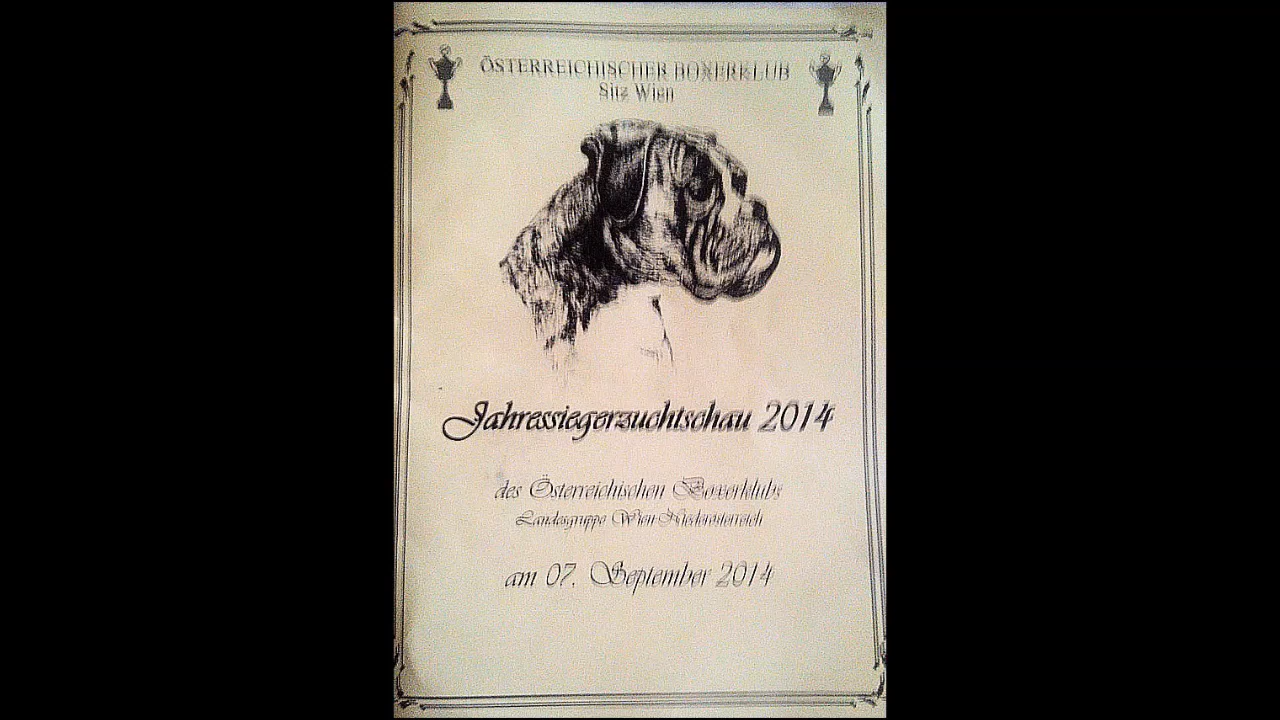 ÖSTERREICHISCHER BOXERKLUB
Sitz Wien
Jahressiegerzuchtschau 2014
des Österreichischen Boxerklubs
Landesgruppe Wien-Niederösterreich
am 07. September 2014